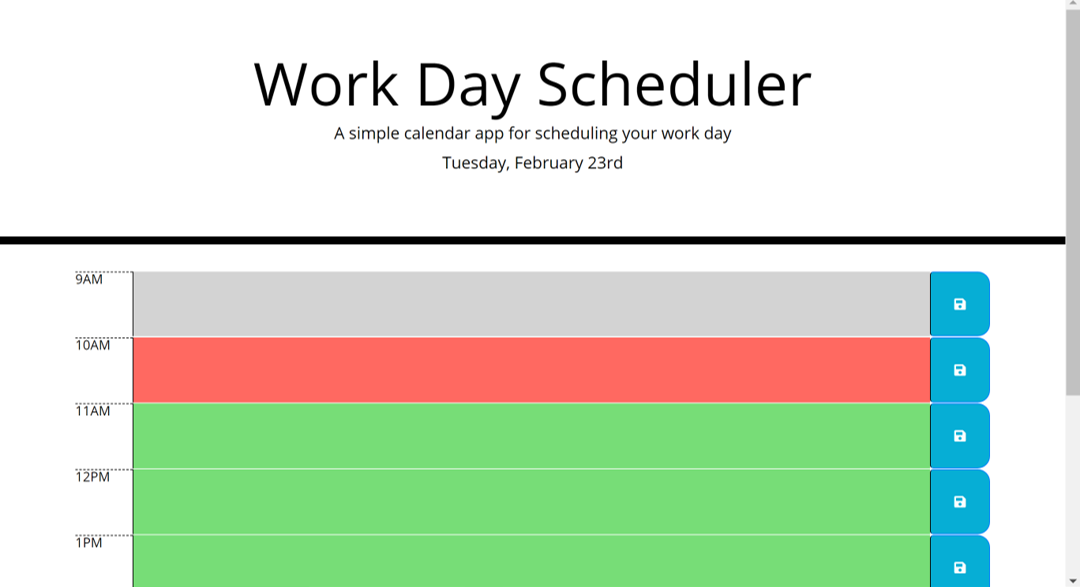 Work Day Scheduler
A simple calendar app for scheduling your work day
Tuesday, February 23rd
9AM
10AM
11AM
12PM
1PM